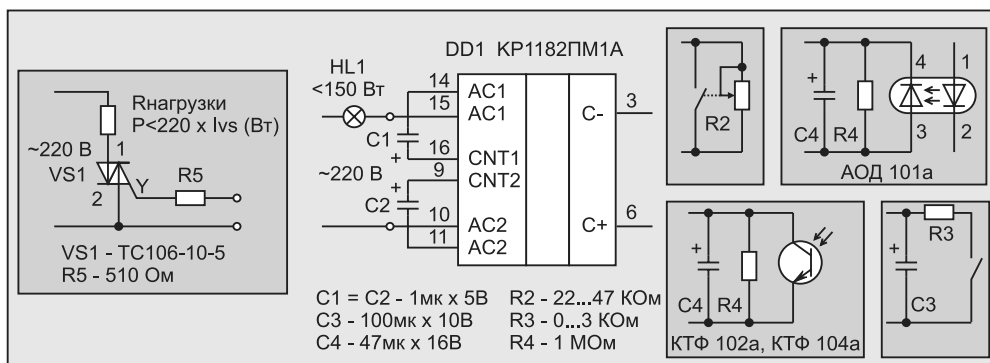 Rнагрузки
P<220 x Ivs (Вт)
~220 В
1
VS1
2
Y
R5
VS1 - ТС106-10-5
R5 - 510 Ом
DD1 КР1182ПМ1А
HL1
<150 Вт
14
AC1
15
AC1
C1
+
16
CNT1
9
CNT2
~220 В
+
C2
10
AC2
11
AC2
C-
3
C+
6
C1 = C2 - 1мк x 5В
C3 - 100мк x 10В
C4 - 47мк x 16В
R2 - 22...47 КОм
R3 - 0...3 КОм
R4 - 1 МОм
R2
+
C4
R4
4
3
1
2
АОД 101а
+
C4
R4
КТФ 102а, КТФ 104а
R3
+
C3